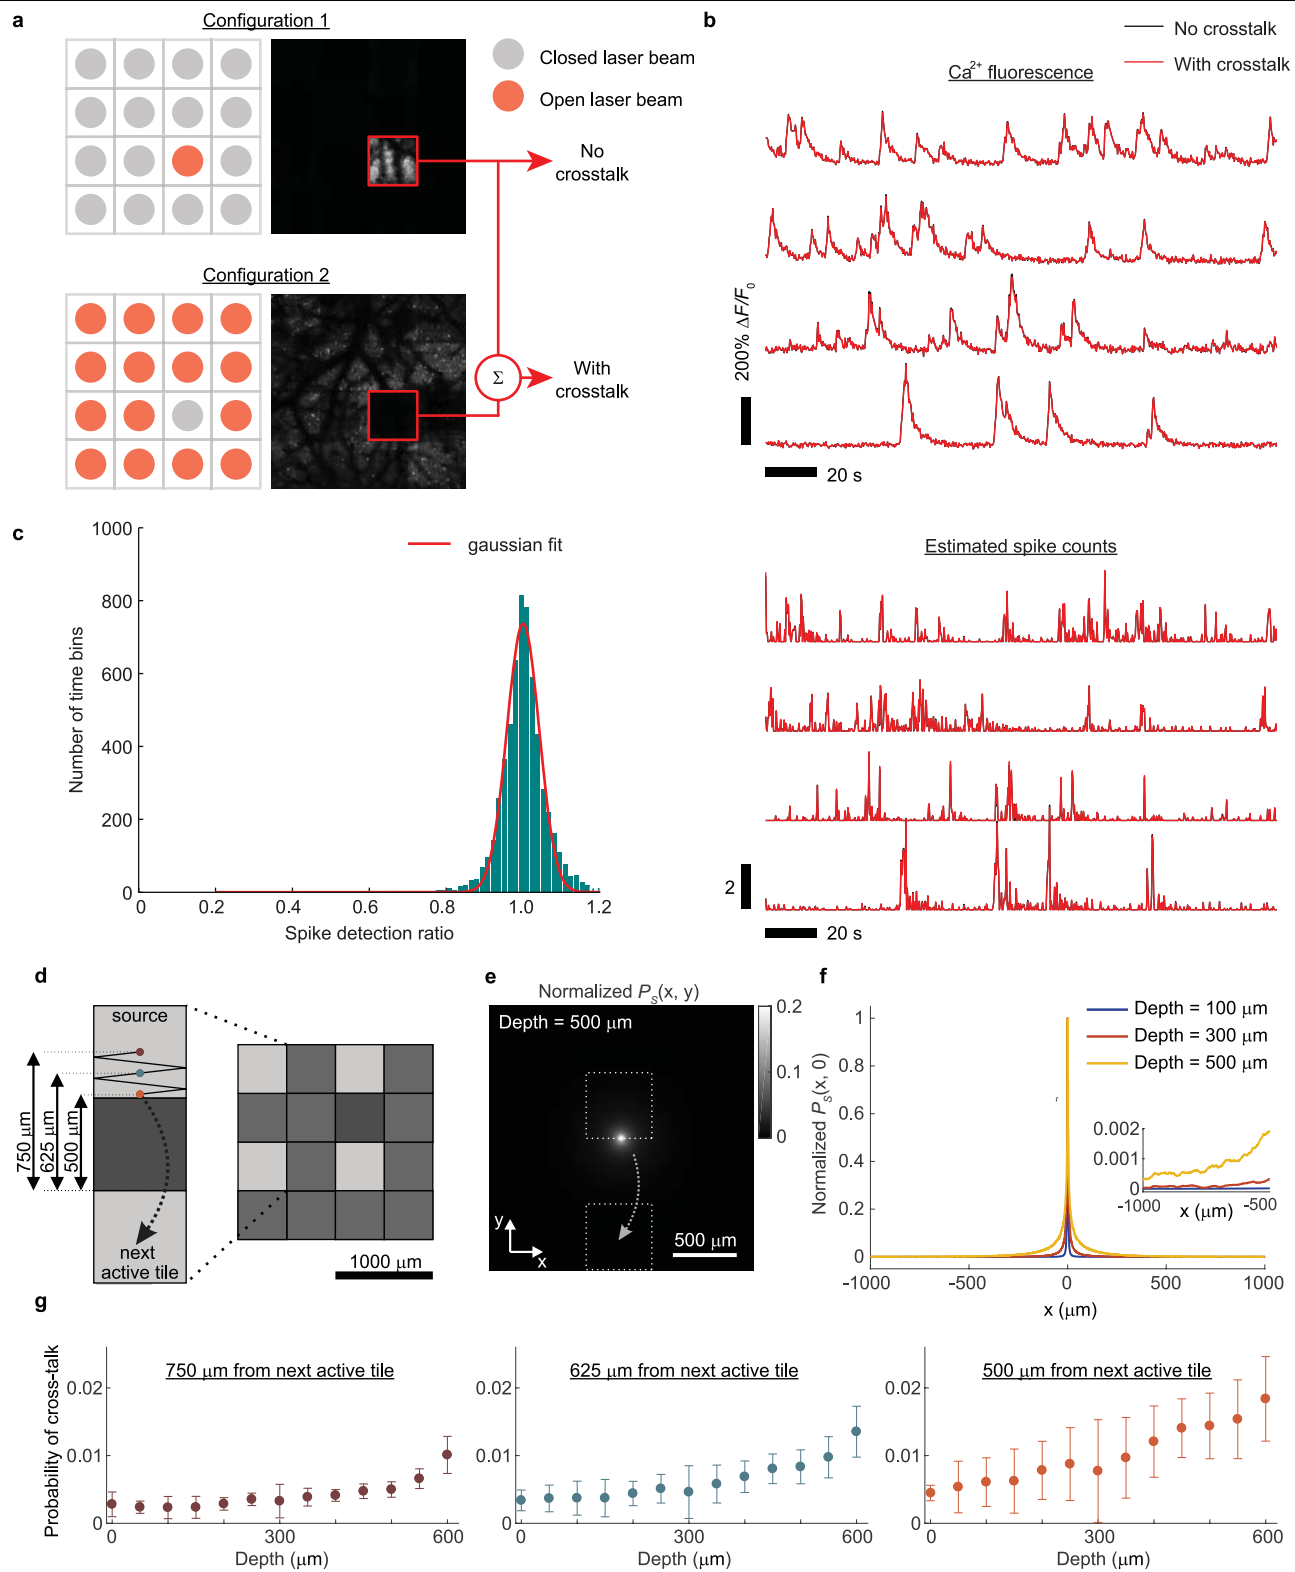 a
Configuration 1
Closed laser beam
Open laser beam
No
crosstalk
Configuration 2
Σ
With
crosstalk
b
No crosstalk
With crosstalk
Ca2+ fluorescence
200% ΔF/F0
20 s
Estimated spike counts
2
20 s
c
1000
800
600
400
200
0
Number of time bins
gaussian fit
0
0.2
0.4
0.6
0.8
1.0
1.2
Spike detection ratio
d
source
750 μm
625 μm
500 μm
next
active tile
1000 μm
e
Normalized PS(x, y)
Depth = 500 μm
0.2
0.1
0
y
x
500 μm
f
Normalized PS(x, 0)
1
0.8
0.6
0.4
0.2
0
Depth = 100 μm
Depth = 300 μm
Depth = 500 μm
0.002
0.001
0
-1000
-500
x (μm)
-1000
-500
0
500
1000
x (μm)
g
Probability of cross-talk
750 μm from next active tile
0.02
0.01
0
0
300
600
Depth (μm)
625 μm from next active tile
0.02
0.01
0
0
300
600
Depth (μm)
500 μm from next active tile
0.02
0.01
0
0
300
600
Depth (μm)